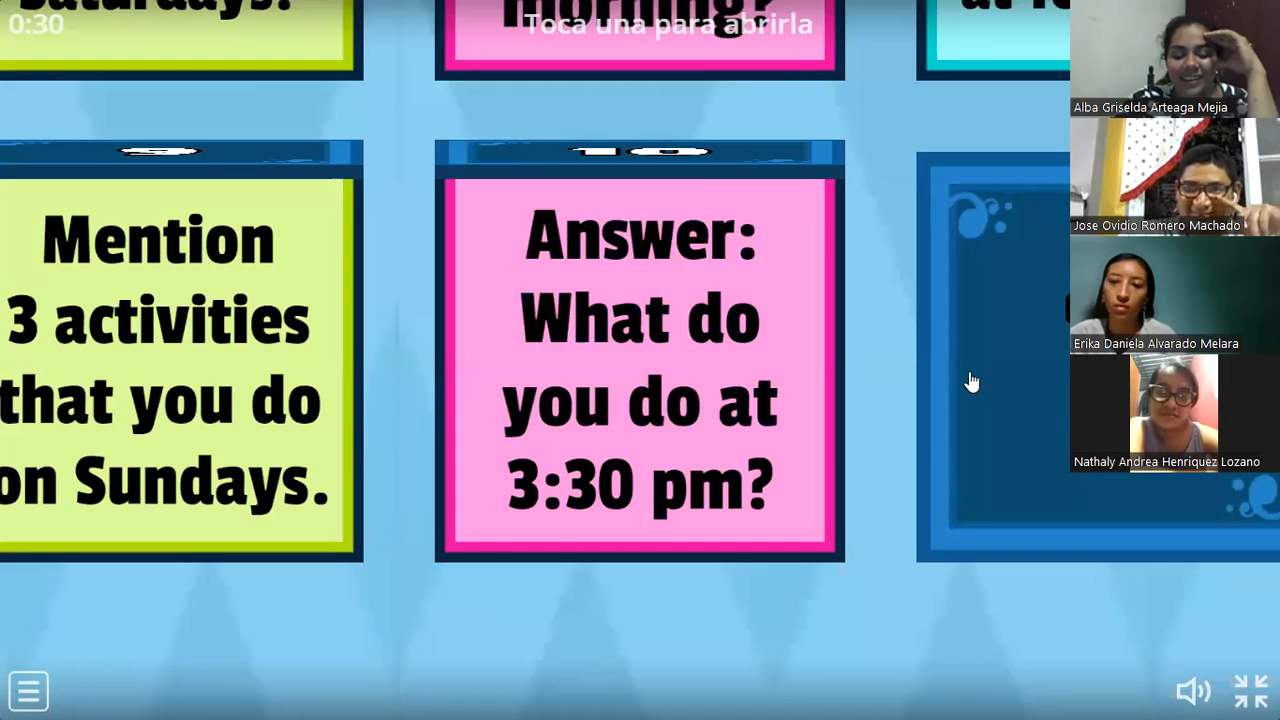 0:30
Toca una para abrirla
Saturdays?
morning?
9
10
Mention
3 activities
that you do
on Sundays.
Answer:
What do
you do at
3:30 pm?
Alba Griselda Arteaga Mejia
Jose Ovidio Romero Machado
Erika Daniela Alvarado Melara
Nathaly Andrea Henriquez Lozano